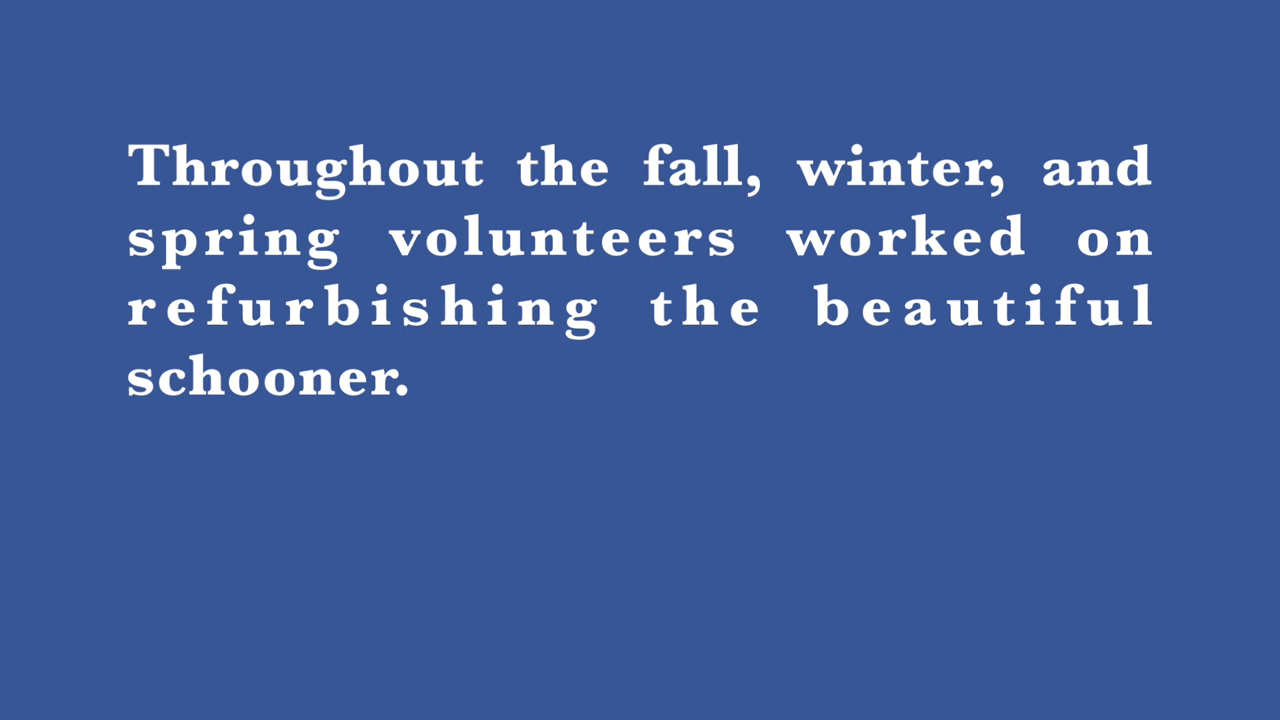 Throughout the fall, winter, and
spring volunteers worked on
refurbishing the beautiful
schooner.